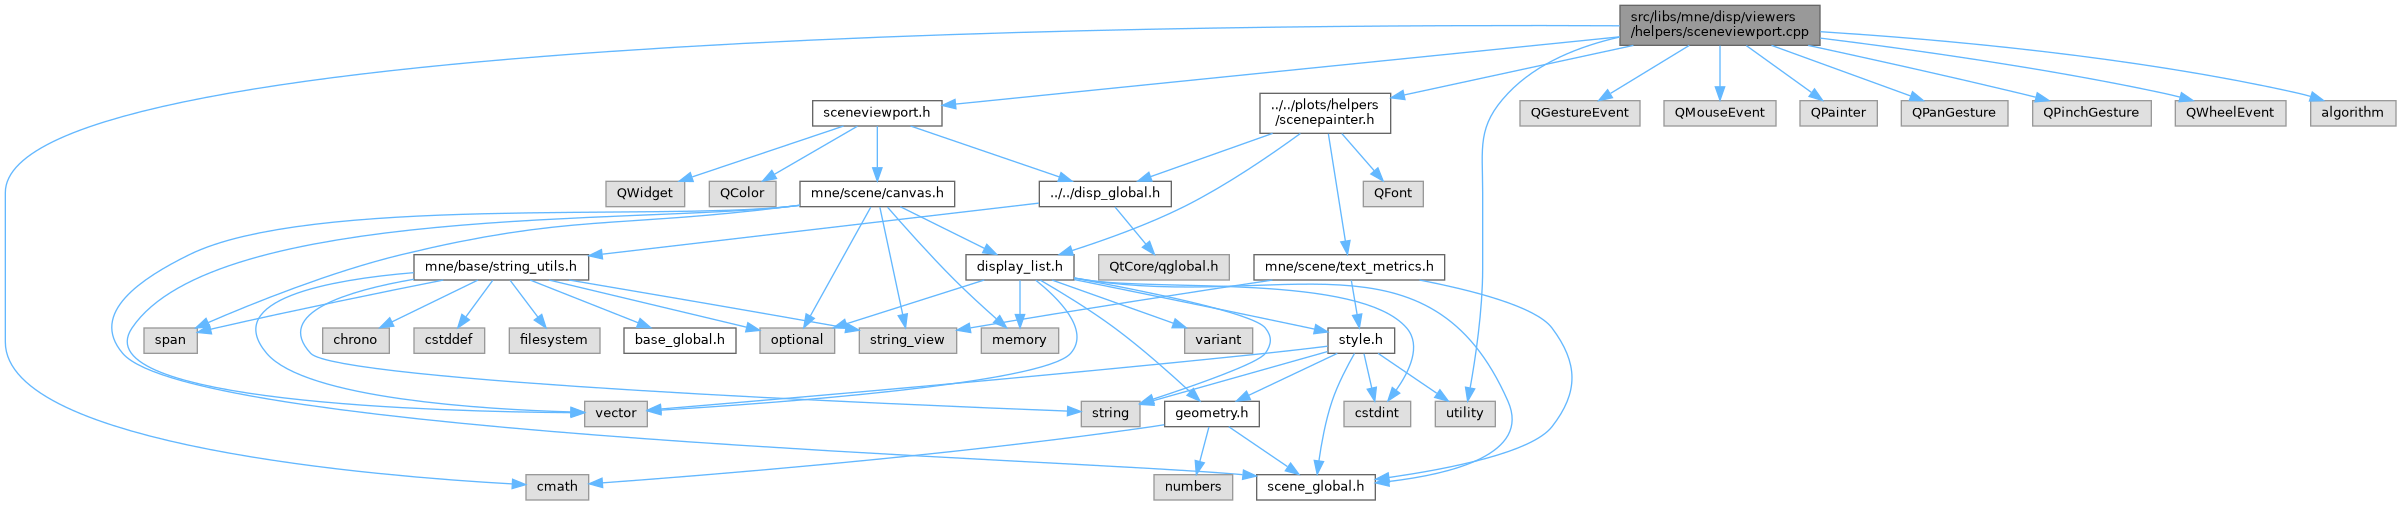 src/libs/mne/disp/viewers
/helpers/sceneviewport.cpp
sceneviewport.h
../../plots/helpers
/scenepainter.h
QGestureEvent
QMouseEvent
QPainter
QPanGesture
QPinchGesture
QWheelEvent
algorithm
QWidget
QColor
mne/scene/canvas.h
../../disp_global.h
QFont
mne/base/string_utils.h
display_list.h
QtCore/qglobal.h
mne/scene/text_metrics.h
span
chrono
cstddef
filesystem
base_global.h
optional
string_view
memory
variant
style.h
vector
string
geometry.h
cstdint
utility
cmath
numbers
scene_global.h